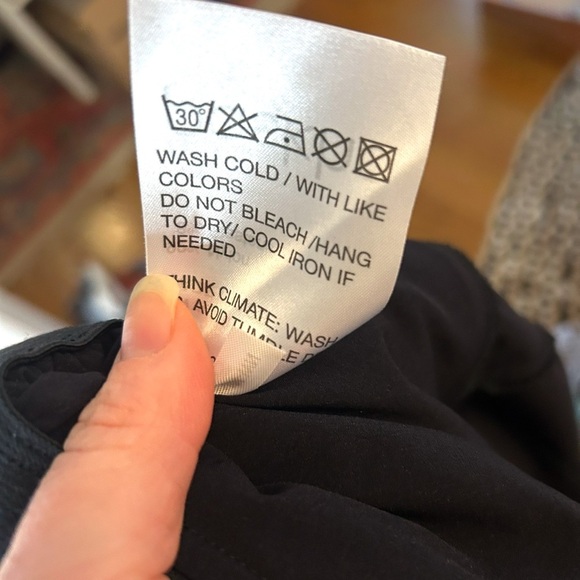 30°
WASH COLD / WITH LIKE
COLORS
DO NOT BLEACH /HANG
TO DRY/ COOL IRON IF
NEEDED
THINK CLIMATE: WASH
AVOID TUMBLE